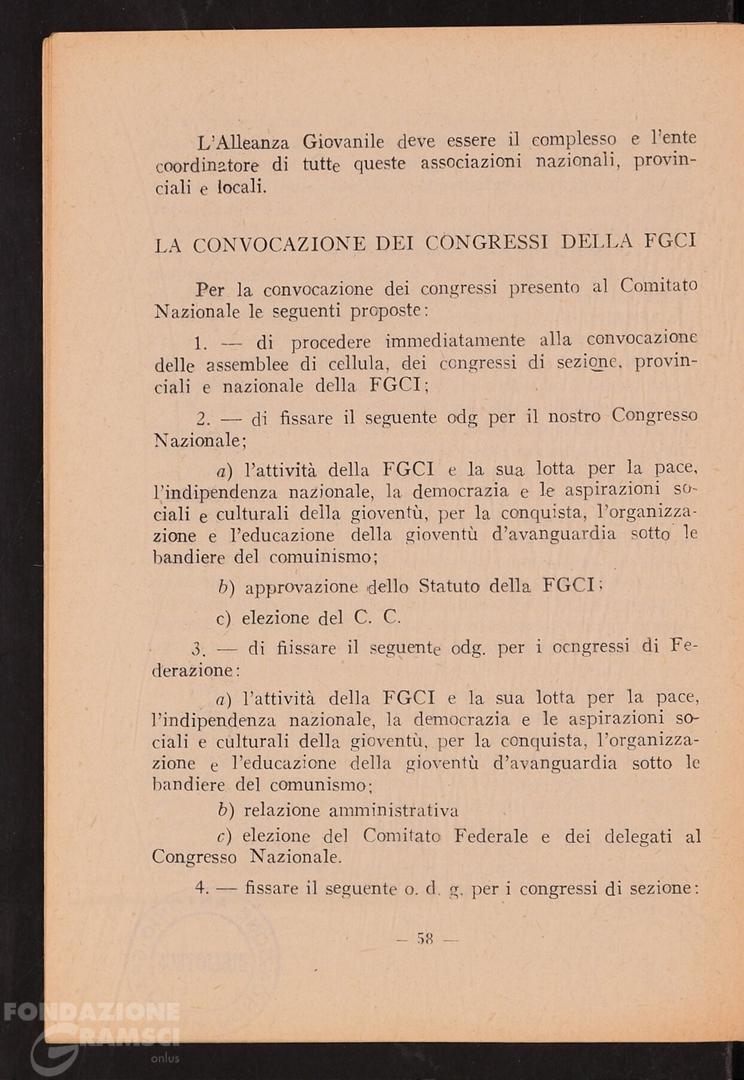 L'Alleanza Giovanile deve essere il complesso e l'ente
coordinatore di tutte queste associazioni nazionali, provin-
ciali e locali.
LA CONVOCAZIONE DEI CONGRESSI DELLA FGCI
Per la convocazione dei congressi presento al Comitato
Nazionale le seguenti proposte:
1. — di procedere immediatamente alla convocazione
delle assemblee di cellula, dei congressi di sezione, provin-
ciali e nazionale della FGCI;
2. — di fissare il seguente odg per il nostro Congresso
Nazionale;
a) l'attività della FGCI e la sua lotta per la pace,
l'indipendenza nazionale, la democrazia e le aspirazioni so-
ciali e culturali della gioventù, per la conquista, l'organizza-
zione e l'educazione della gioventù d'avanguardia sotto le
bandiere del comuinismo;
b) approvazione dello Statuto della FGCI;
c) elezione del C. C.
3. — di fiissare il seguente odg. per i ocngressi di Fe-
derazione:
a) l'attività della FGCI e la sua lotta per la pace,
l'indipendenza nazionale, la democrazia e le aspirazioni so-
ciali e culturali della gioventù, per la conquista, l'organizza-
zione e l'educazione della gioventù d'avanguardia sotto le
bandiere del comunismo;
b) relazione amministrativa
c) elezione del Comitato Federale e dei delegati al
Congresso Nazionale.
4. — fissare il seguente o. d. g. per i congressi di sezione:
— 58 —
FONDAZIONE
GRAMSCI
onlus